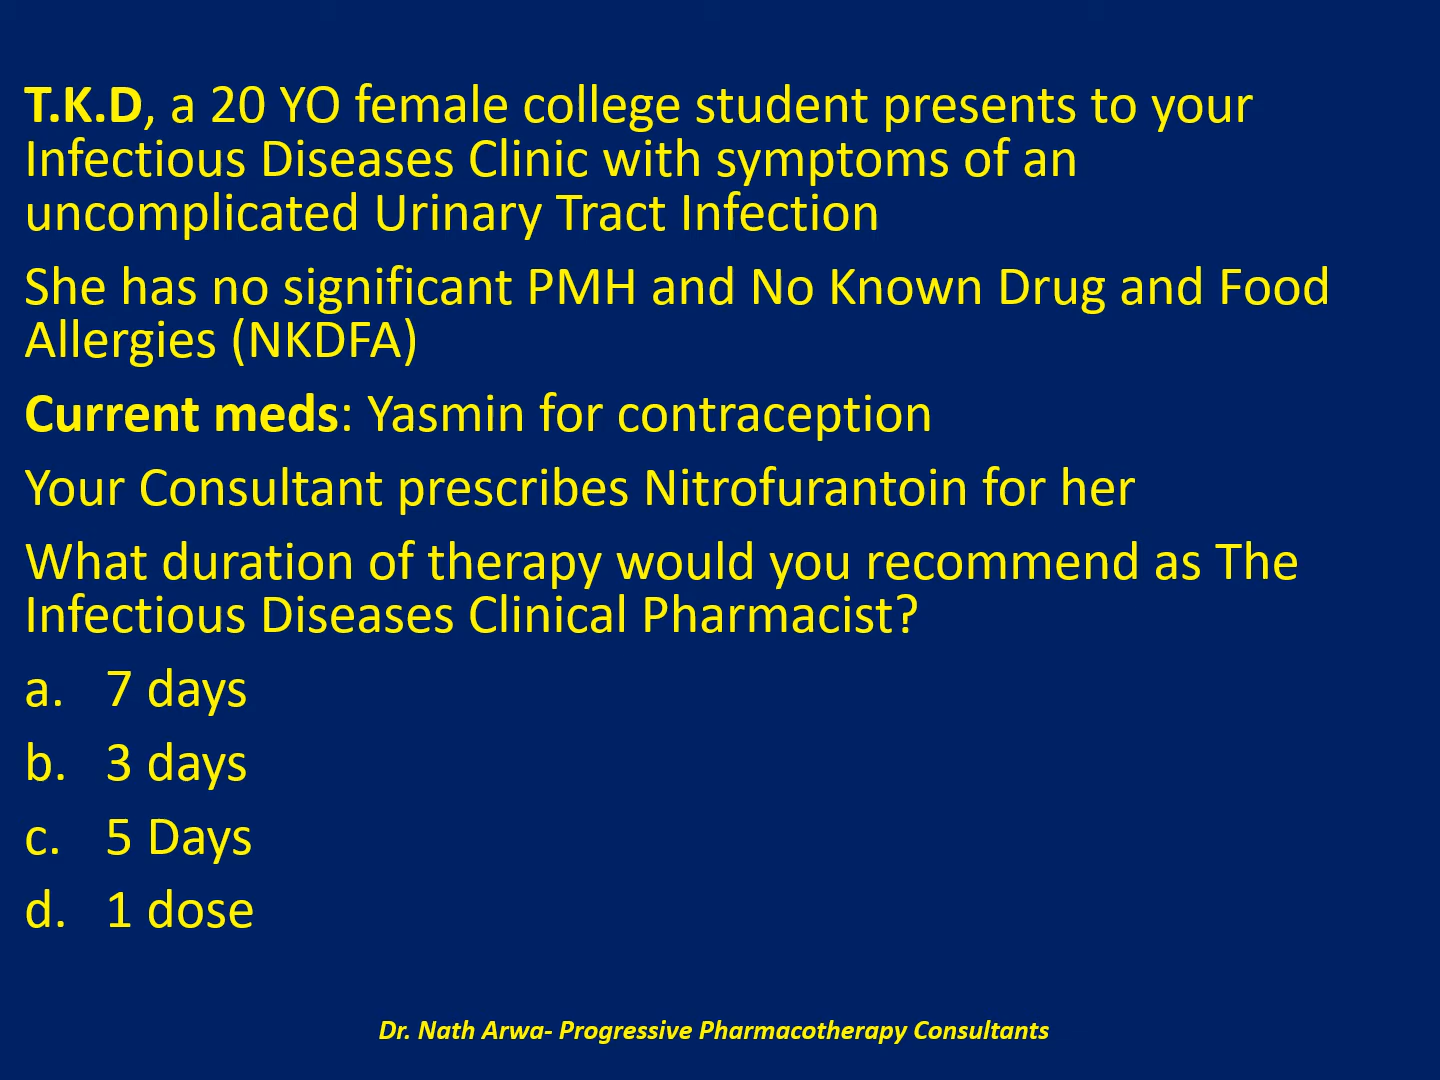 T.K.D, a 20 YO female college student presents to your
Infectious Diseases Clinic with symptoms of an
uncomplicated Urinary Tract Infection
She has no significant PMH and No Known Drug and Food
Allergies (NKDFA)
Current meds: Yasmin for contraception
Your Consultant prescribes Nitrofurantoin for her
What duration of therapy would you recommend as The
Infectious Diseases Clinical Pharmacist?
a. 7 days
b. 3 days
c. 5 Days
d. 1 dose
Dr. Nath Arwa- Progressive Pharmacotherapy Consultants